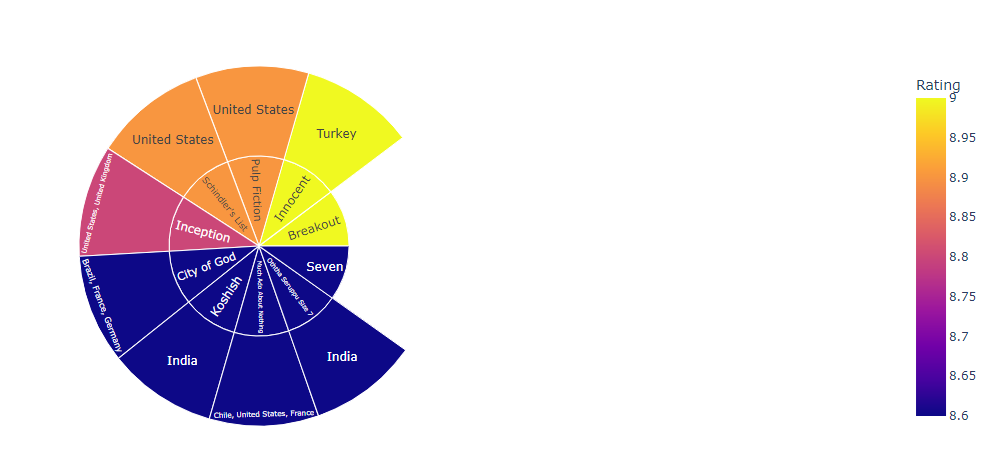 Rating
9
8.95
8.9
8.85
8.8
8.75
8.7
8.65
8.6
United States
United States
Turkey
United States, United Kingdom
Brazil, France, Germany
India
Chile, United States, France
India
Schindler's List
Pulp Fiction
Innocent
Breakout
Inception
City of God
Koshish
Much Ado About Nothing
Oththa Seruppu Size 7
Seven